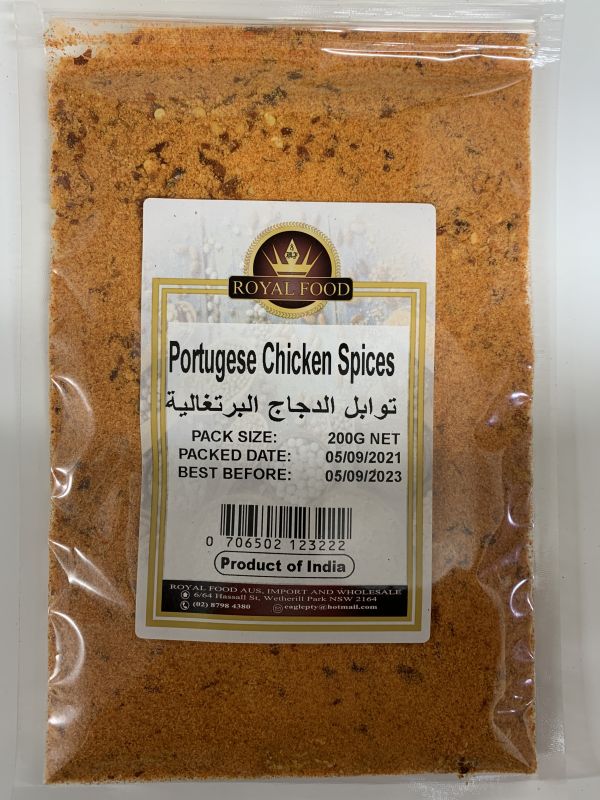 ROYAL FOOD
Portugese Chicken Spices
توابل الدجاج البرتغالية
PACK SIZE: 200G NET
PACKED DATE: 05/09/2021
BEST BEFORE: 05/09/2023
0 706502 123222
Product of India
ROYAL FOOD AUS, IMPORT AND WHOLESALE
6/64 Hassall St, Wetherill Park NSW 2164
(02) 8798 4380 eaglepty@hotmail.com